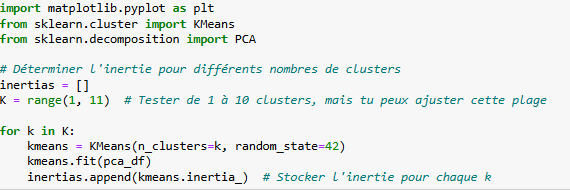 import matplotlib.pyplot as plt
from sklearn.cluster import KMeans
from sklearn.decomposition import PCA

# Déterminer l'inertie pour différents nombres de clusters
inertias = []
K = range(1, 11)  # Tester de 1 à 10 clusters, mais tu peux ajuster cette plage

for k in K:
    kmeans = KMeans(n_clusters=k, random_state=42)
    kmeans.fit(pca_df)
    inertias.append(kmeans.inertia_)  # Stocker l'inertie pour chaque k